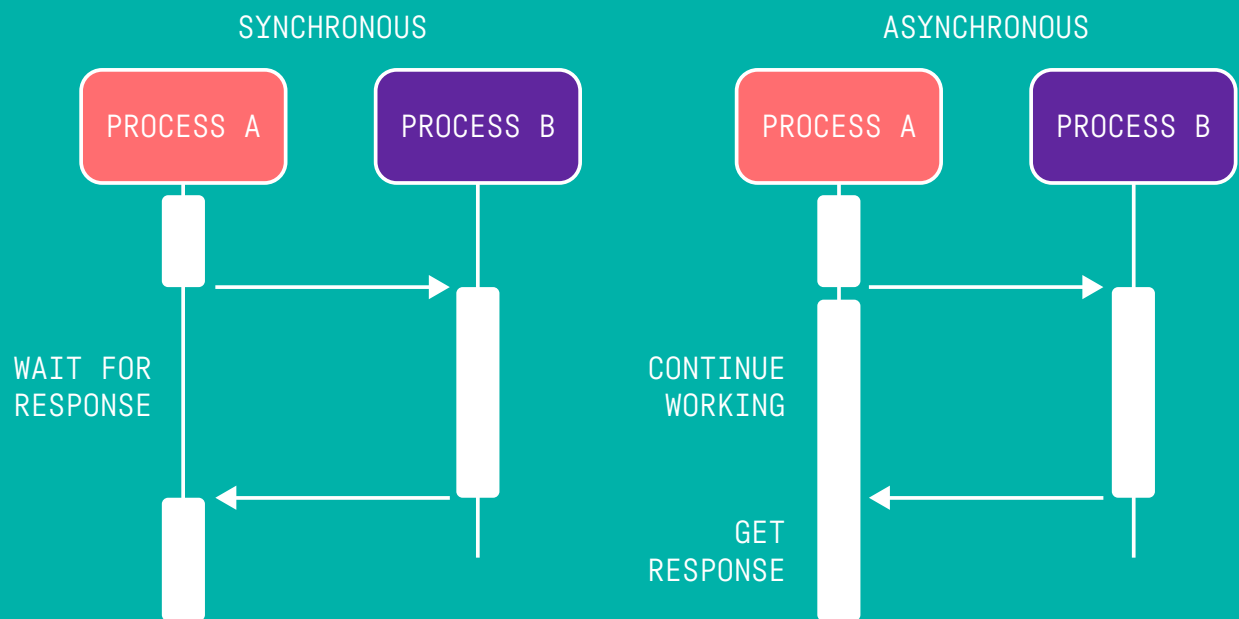 SYNCHRONOUS
PROCESS A
PROCESS B
WAIT FOR
RESPONSE
ASYNCHRONOUS
PROCESS A
PROCESS B
CONTINUE
WORKING
GET
RESPONSE